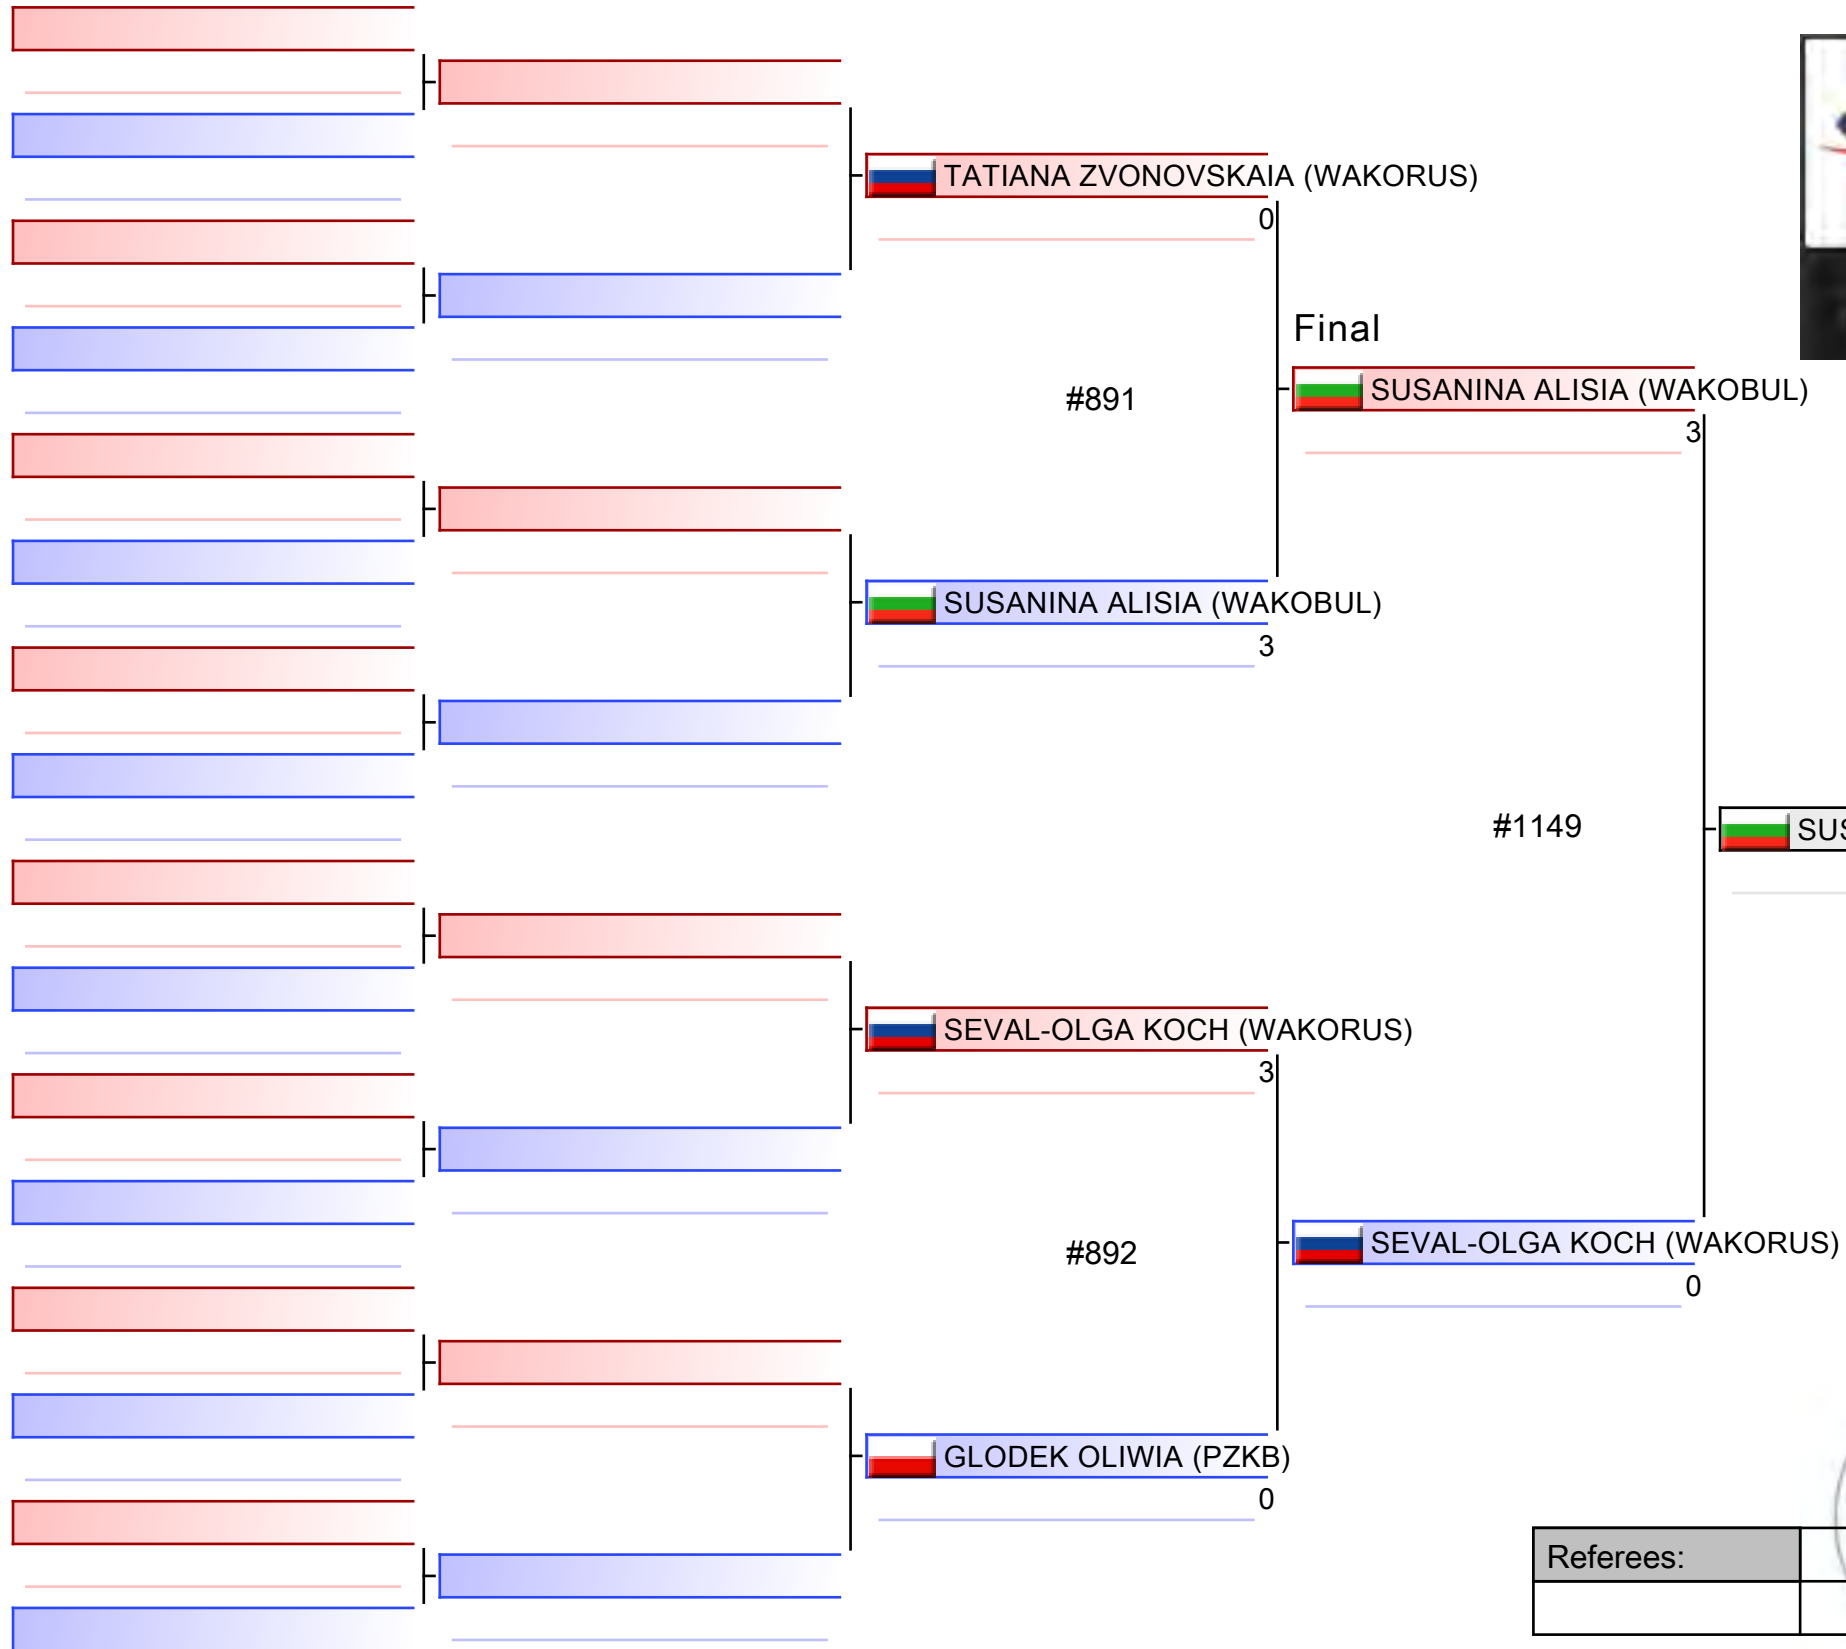 TATIANA ZVONOVSKAIA (WAKORUS)
0
Final
#891
SUSANINA ALISIA (WAKOBUL)
3
SUSANINA ALISIA (WAKOBUL)
3
#1149
SEVAL-OLGA KOCH (WAKORUS)
3
#892
SEVAL-OLGA KOCH (WAKORUS)
0
GLODEK OLIWIA (PZKB)
0
Referees: